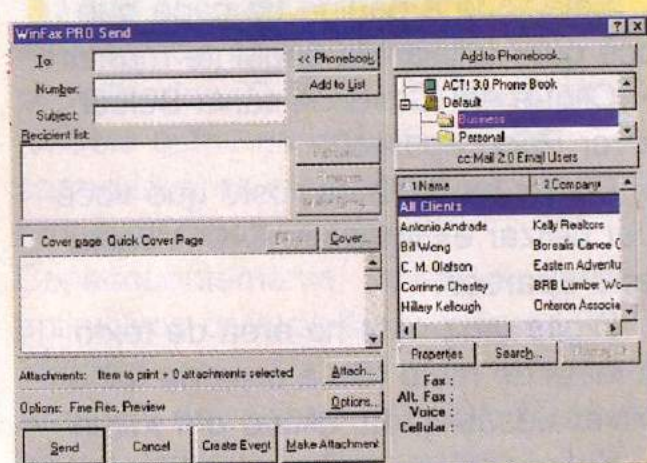 WinFax PRO Send
To:
Number:
Subject:
<< Phonebook
Add to List
Recipient list:
Cover page: Quick Cover Page
Cover...
Attachments: Item to print + 0 attachments selected
Attach...
Options: Fine Res, Preview
Options...
Send
Cancel
Create Event
Make Attachment
Add to Phonebook...
ACT! 3.0 Phone Book
Default
Business
Personal
cc:Mail 2.0 Email Users
1 Name 2 Company
All Clients
Antonio Andrade Kelly Realtors
Bill Wong Borealis Canoe C
C. M. Olafson Eastern Adventu
Corrinne Chestey BRB Lumber Wo
Hillary Kellough Onteron Associa
Properties
Search...
Fax :
Alt. Fax :
Voice :
Cellular :